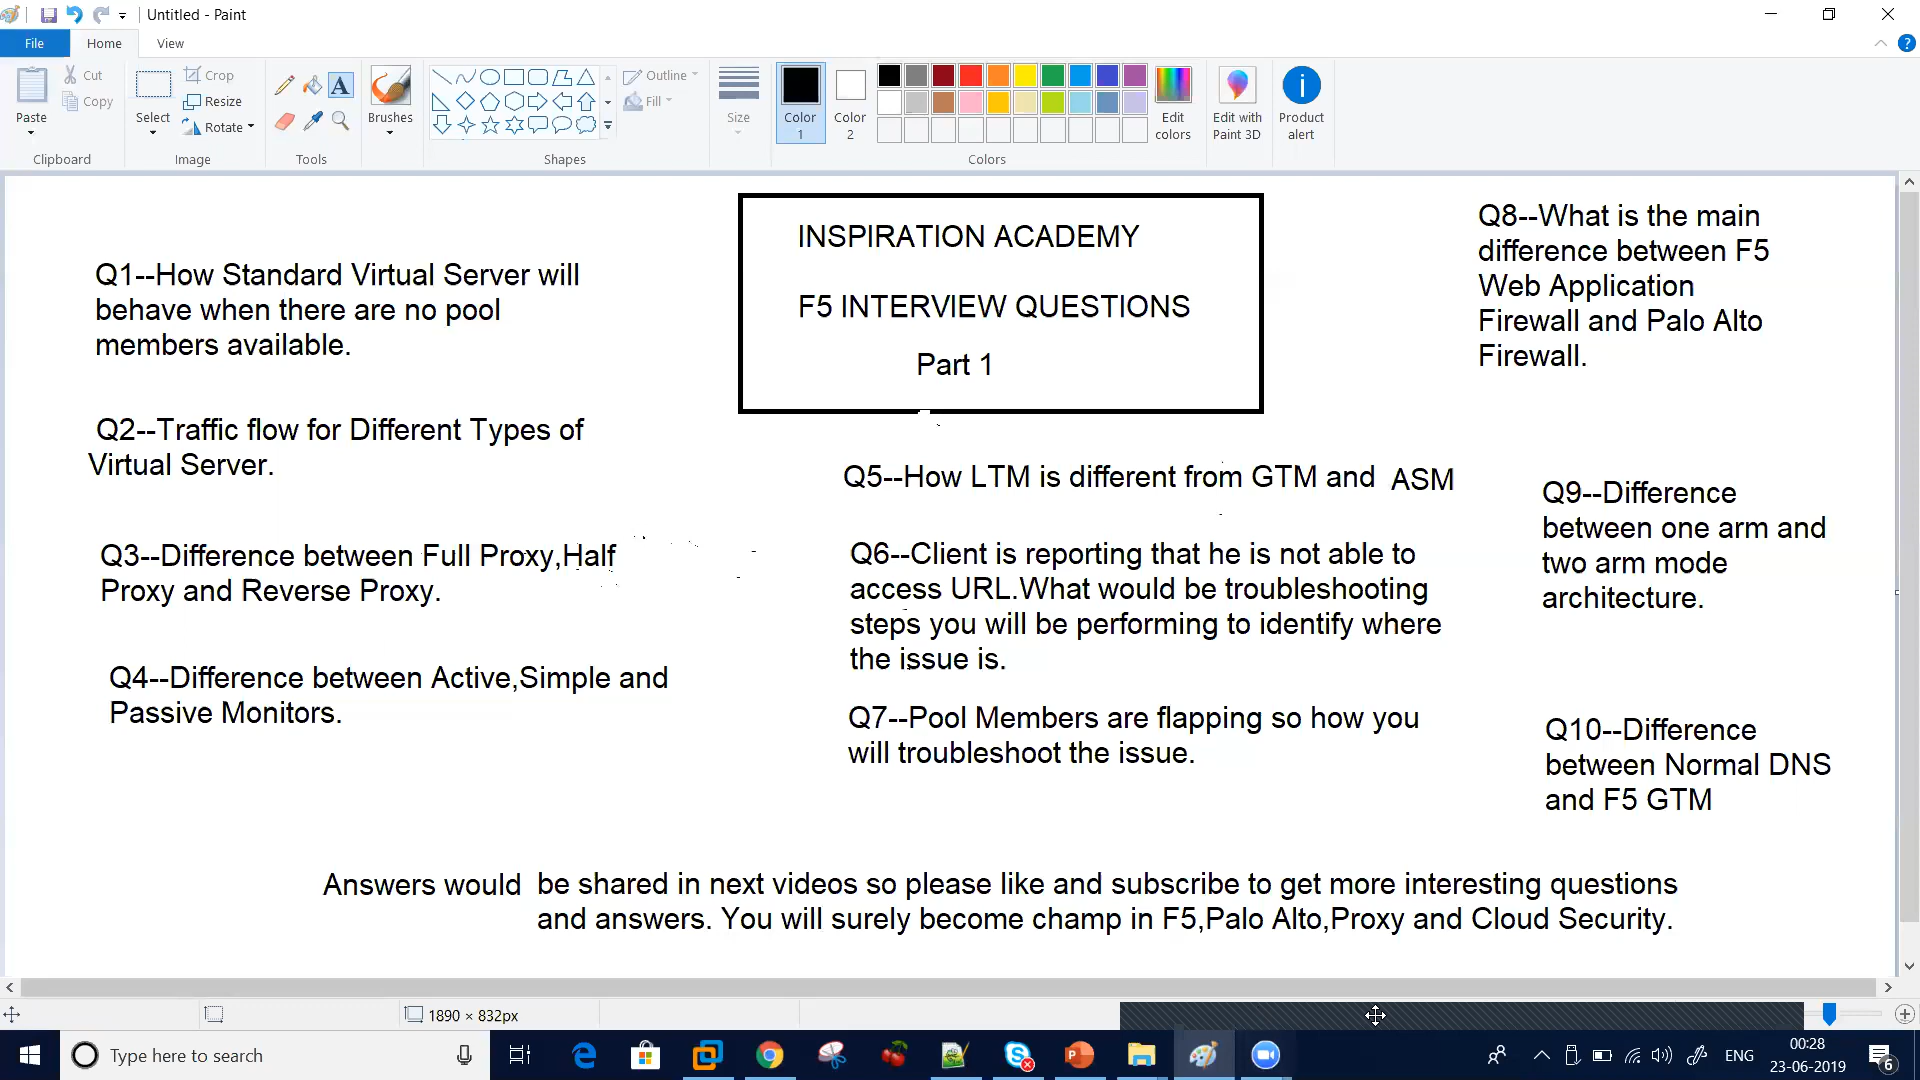 Untitled - Paint
File
Home
View
Paste
Cut
Copy
Clipboard
Select
Crop
Resize
Rotate
Image
A
Tools
Brushes
Outline
Fill
Shapes
Size
Color
1
Color
2
Colors
Edit
colors
Edit with
Paint 3D
Product
alert
INSPIRATION ACADEMY
F5 INTERVIEW QUESTIONS
Part 1
Q1--How Standard Virtual Server will
behave when there are no pool
members available.
Q2--Traffic flow for Different Types of
Virtual Server.
Q3--Difference between Full Proxy,Half
Proxy and Reverse Proxy.
Q4--Difference between Active,Simple and
Passive Monitors.
Q5--How LTM is different from GTM and ASM
Q6--Client is reporting that he is not able to
access URL.What would be troubleshooting
steps you will be performing to identify where
the issue is.
Q7--Pool Members are flapping so how you
will troubleshoot the issue.
Q8--What is the main
difference between F5
Web Application
Firewall and Palo Alto
Firewall.
Q9--Difference
between one arm and
two arm mode
architecture.
Q10--Difference
between Normal DNS
and F5 GTM
Answers would be shared in next videos so please like and subscribe to get more interesting questions
and answers. You will surely become champ in F5,Palo Alto,Proxy and Cloud Security.
1890 × 832px
Type here to search
ENG
00:28
23-06-2019
6